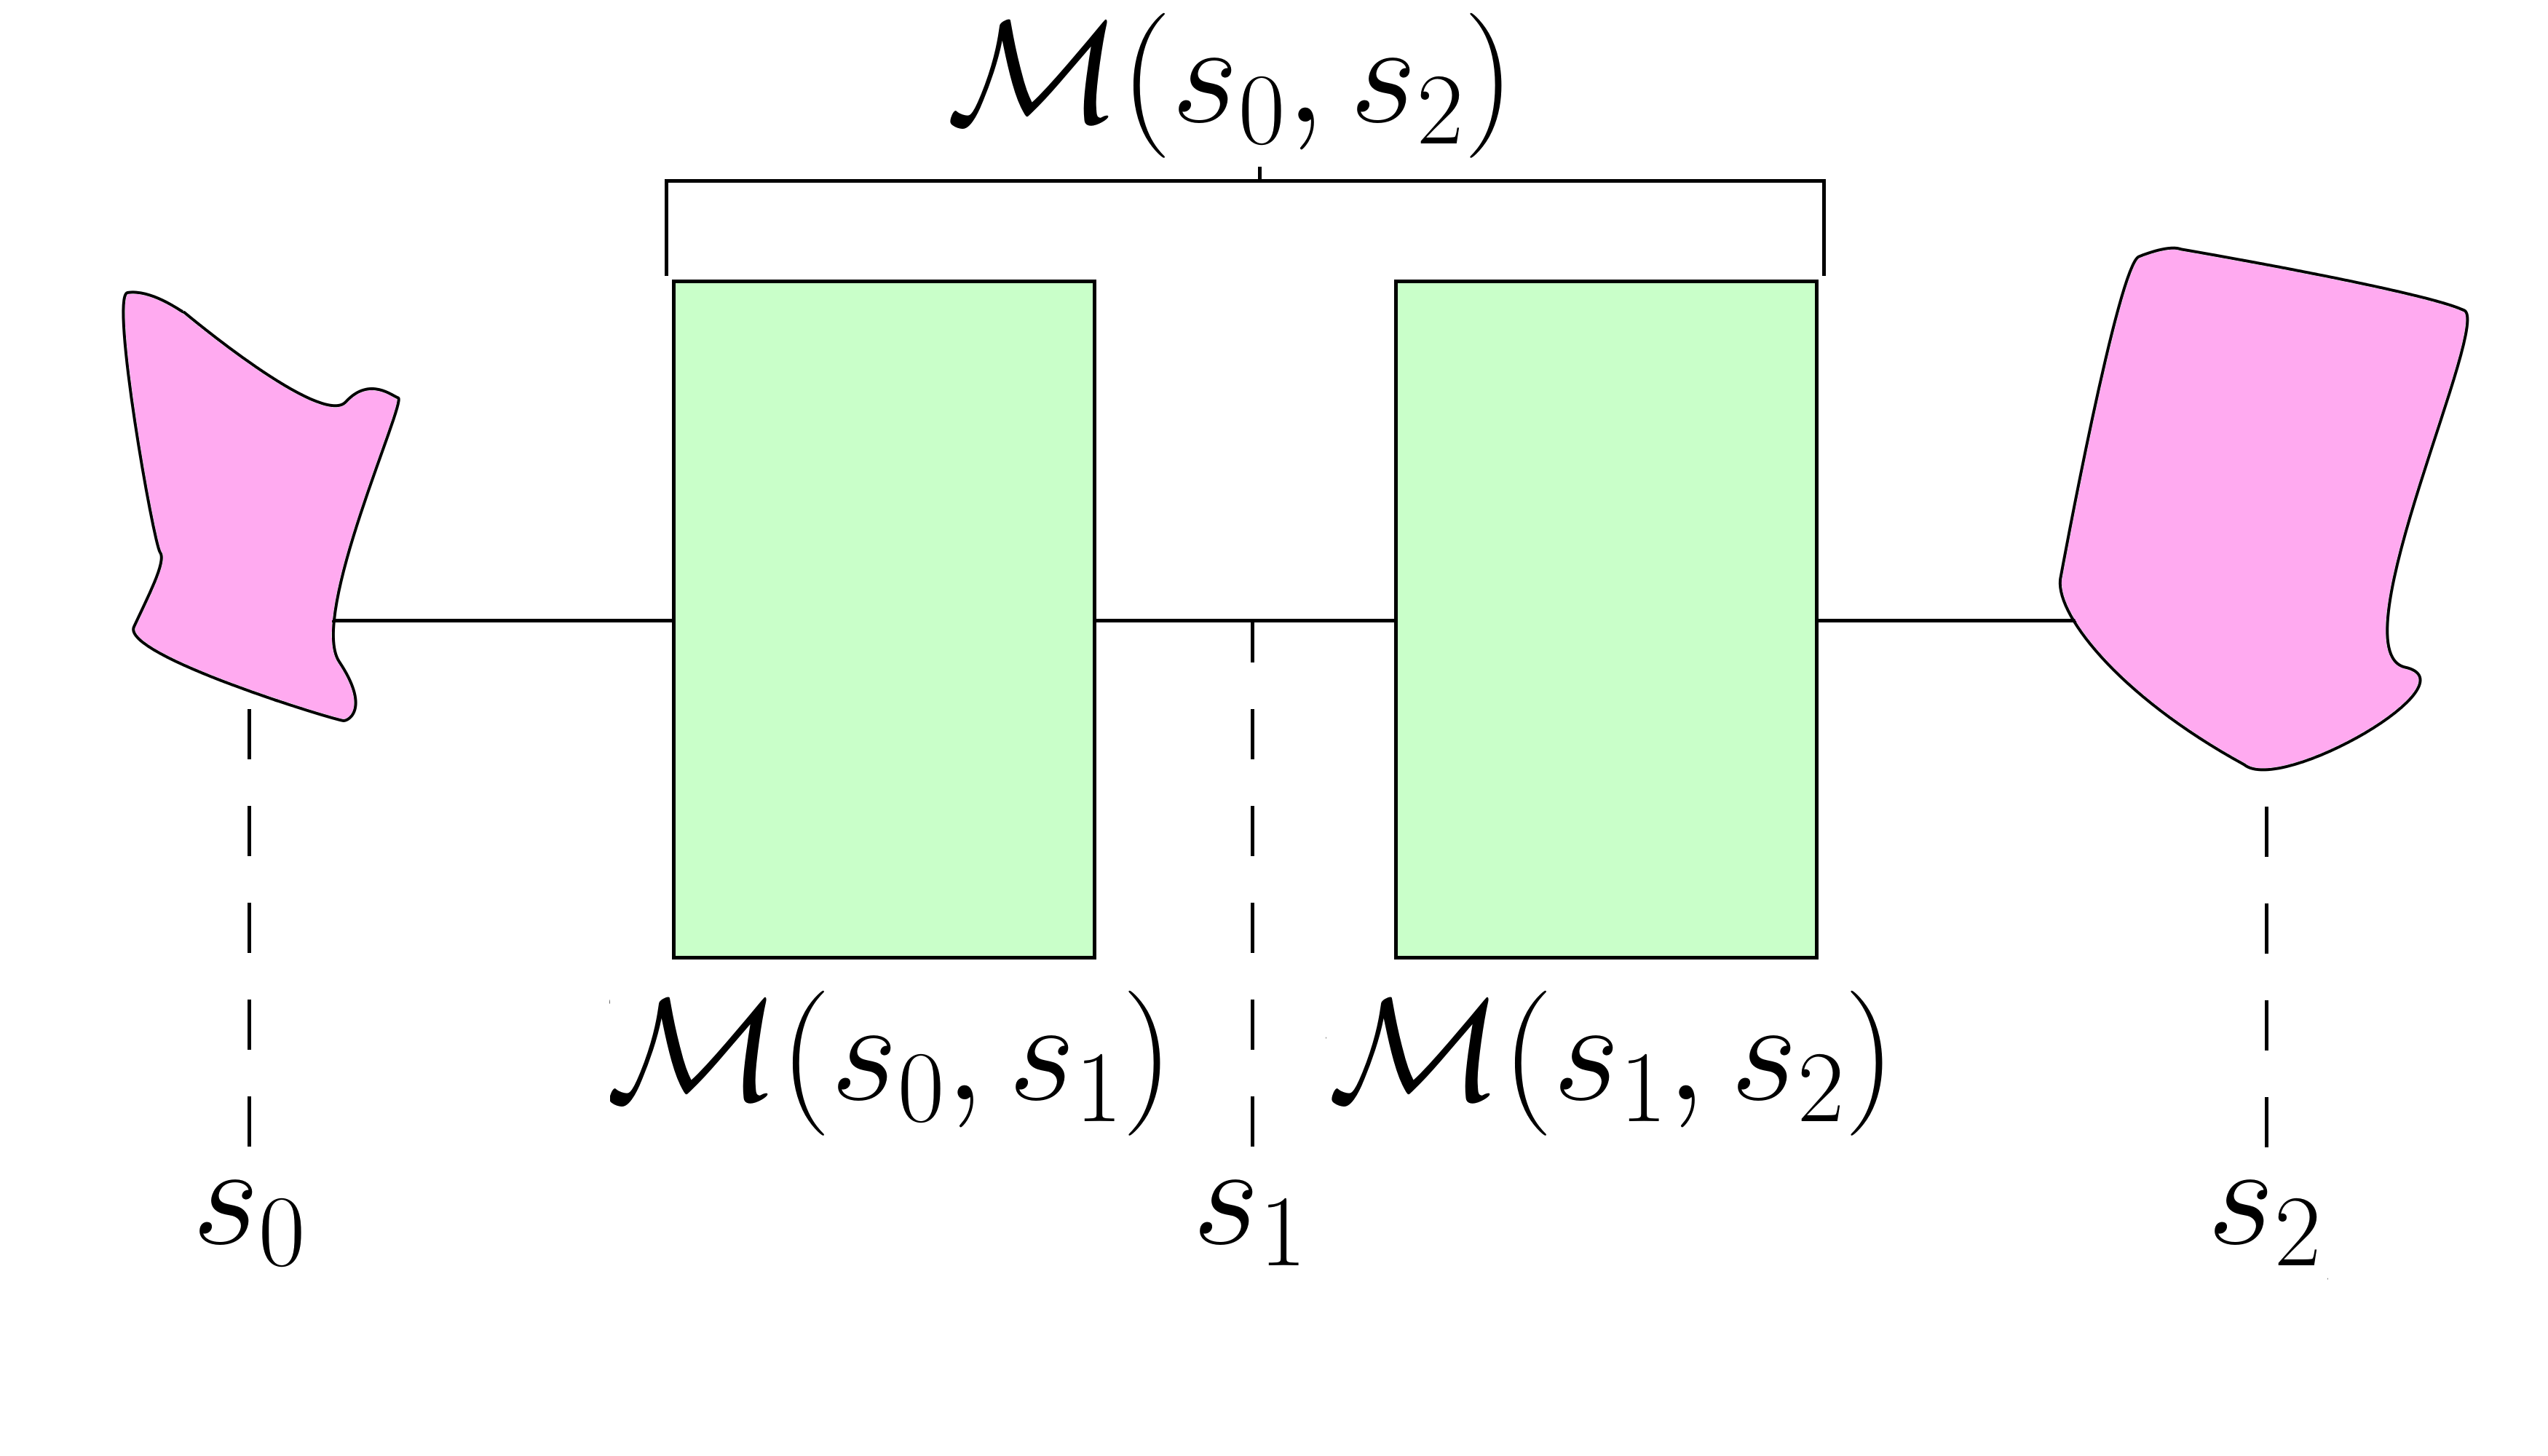 ℳ(s₀, s₂)
ℳ(s₀, s₁) ℳ(s₁, s₂)
s₀ s₁ s₂